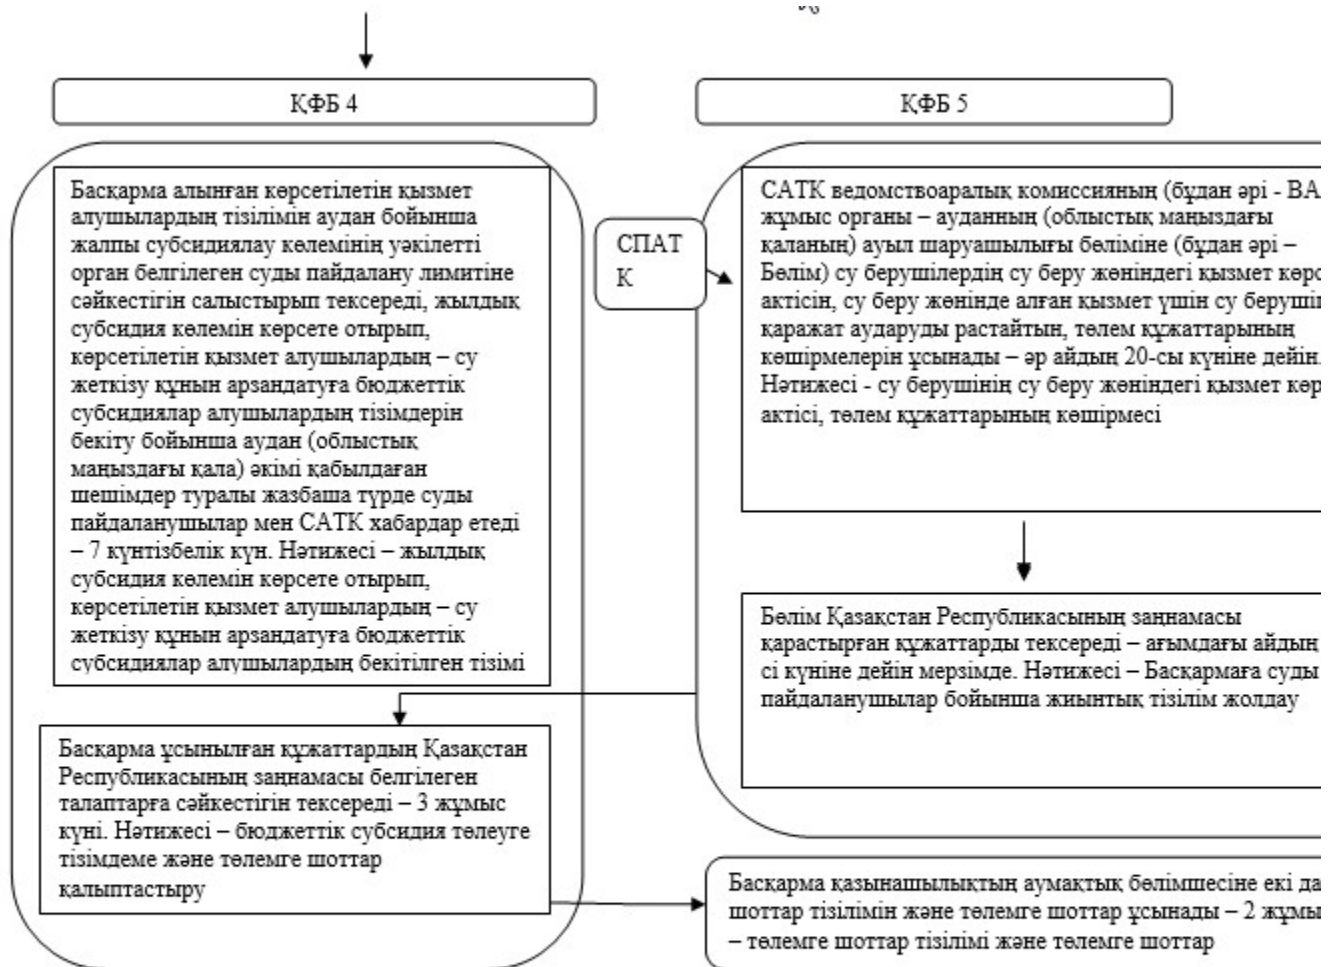 ҚФБ 4
Басқарма алынған көрсетілетін қызмет
алушылардың тізілімін аудан бойынша
жалпы субсидиялау көлемінің уәкілетті
орган белгілеген суды пайдалану лимитіне
сәйкестігін салыстырып тексереді, жылдық
субсидия көлемін көрсете отырып,
көрсетілетін қызмет алушылардың – су
жеткізу құнын арзандатуға бюджеттік
субсидиялар алушылардың тізімдерін
бекіту бойынша аудан (облыстық
маңыздағы қала) әкімі қабылдаған
шешімдер туралы жазбаша түрде суды
пайдаланушылар мен САТК хабардар етеді
– 7 күнтізбелік күн. Нәтижесі – жылдық
субсидия көлемін көрсете отырып,
көрсетілетін қызмет алушылардың – су
жеткізу құнын арзандатуға бюджеттік
субсидиялар алушылардың бекітілген тізімі
Басқарма ұсынылған құжаттардың Қазақстан
Республикасының заңнамасы белгілеген
талаптарға сәйкестігін тексереді – 3 жұмыс
күні. Нәтижесі – бюджеттік субсидия төлеуге
тізімдеме және төлемге шоттар
қалыптастыру
СПАТ
К
ҚФБ 5
САТК ведомствоаралық комиссияның (бұдан әрі - ВА
жұмыс органы – ауданның (облыстық маңыздағы
қаланың) ауыл шаруашылығы бөліміне (бұдан әрі –
Бөлім) су берушілердің су беру жөніндегі қызмет көрс
актісін, су беру жөнінде алған қызмет үшін су беруші
қаражат аударуды растайтын, төлем құжаттарының
көшірмелерін ұсынады – әр айдың 20-сы күніне дейін.
Нәтижесі - су берушінің су беру жөніндегі қызмет көр
актісі, төлем құжаттарының көшірмесі
Бөлім Қазақстан Республикасының заңнамасы
қарастырған құжаттарды тексереді – ағымдағы айдың
сі күніне дейін мерзімде. Нәтижесі – Басқармаға суды
пайдаланушылар бойынша жиынтық тізілім жолдау
Басқарма қазынашылықтың аумақтық бөлімшесіне екі да
шоттар тізілімін және төлемге шоттар ұсынады – 2 жұмы
– төлемге шоттар тізілімі және төлемге шоттар